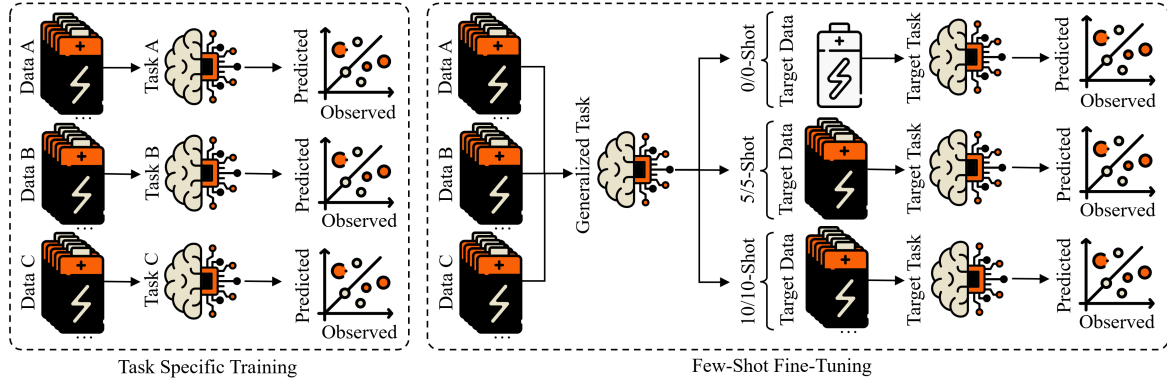 Data A
Task A
Predicted
Observed
...
Data B
Task B
Predicted
Observed
...
Data C
Task C
Predicted
Observed
...
Task Specific Training
Data A
...
Data B
...
Data C
...
Generalized Task
0/0-Shot
Target Data
Target Task
Predicted
Observed
5/5-Shot
Target Data
Target Task
Predicted
Observed
...
10/10-Shot
Target Data
Target Task
Predicted
Observed
...
Few-Shot Fine-Tuning